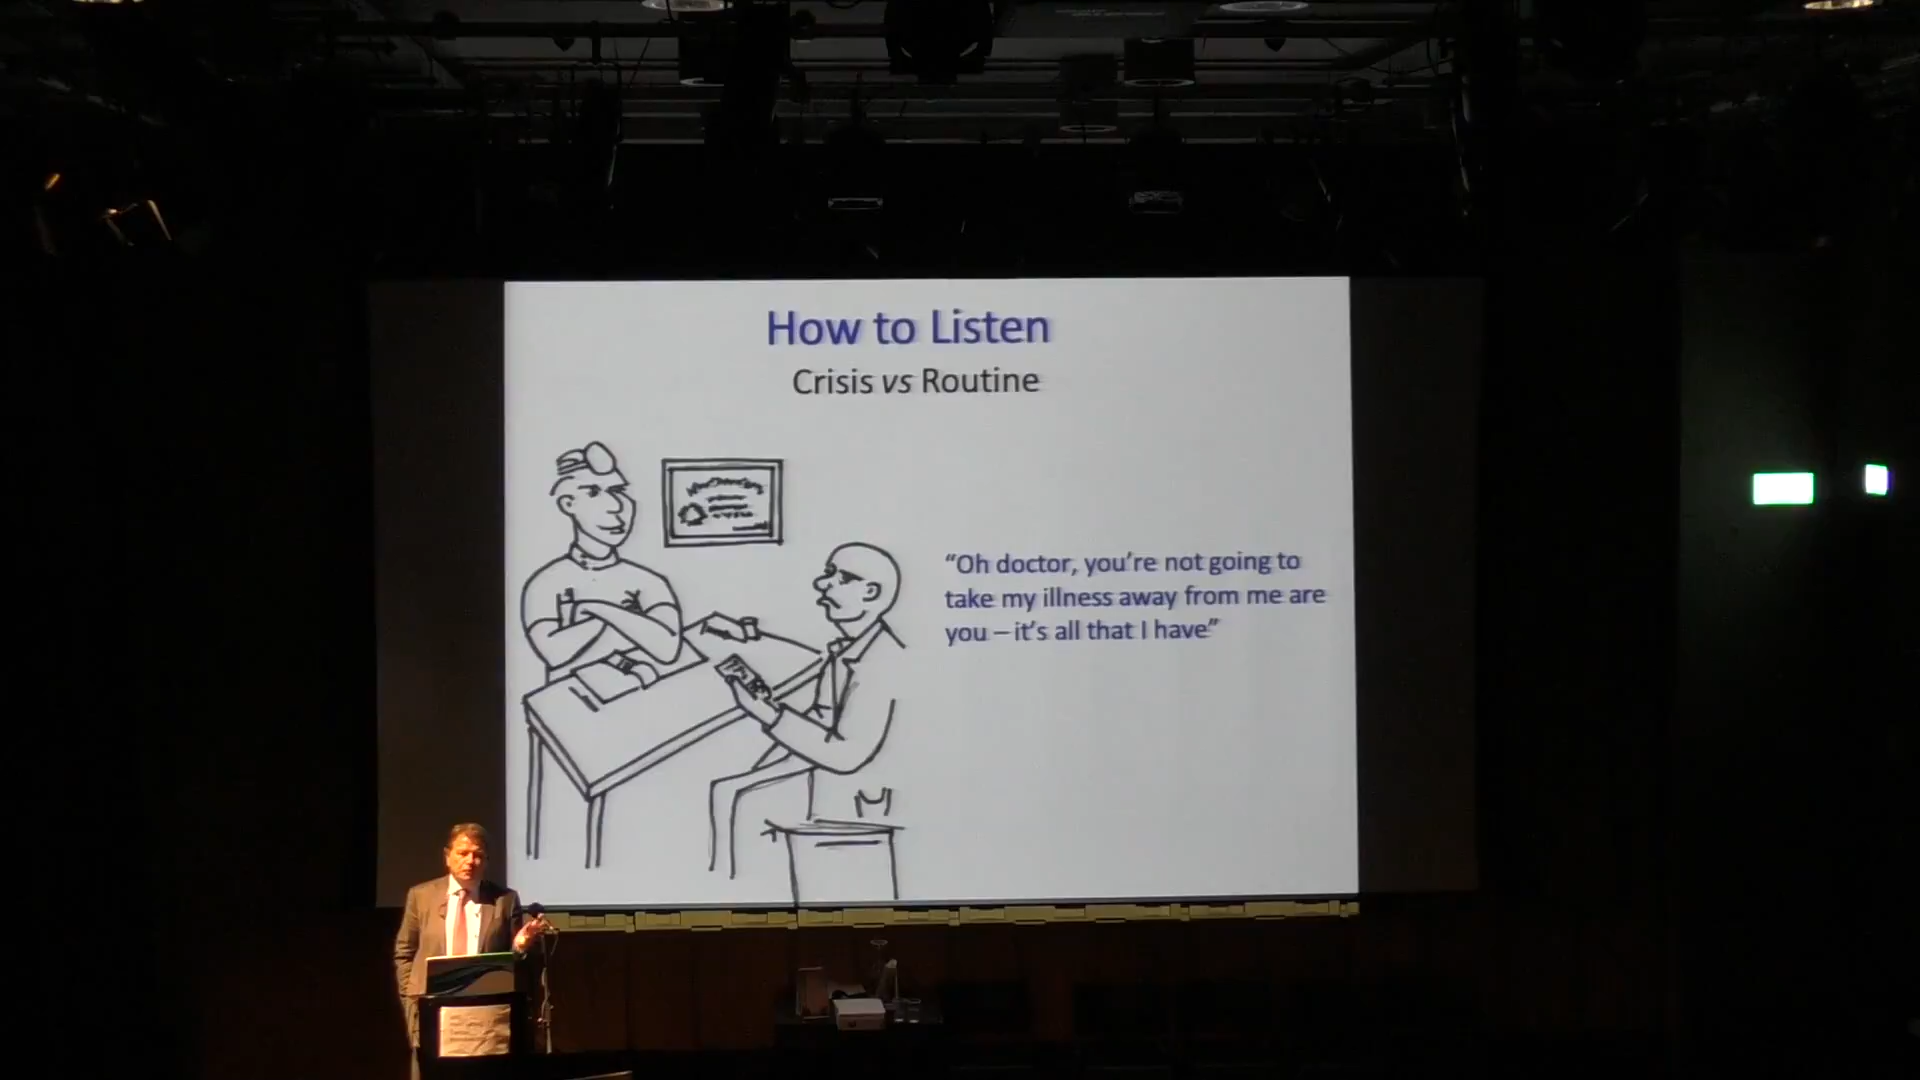 How to Listen
Crisis vs Routine
“Oh doctor, you’re not going to
take my illness away from me are
you – it’s all that I have”